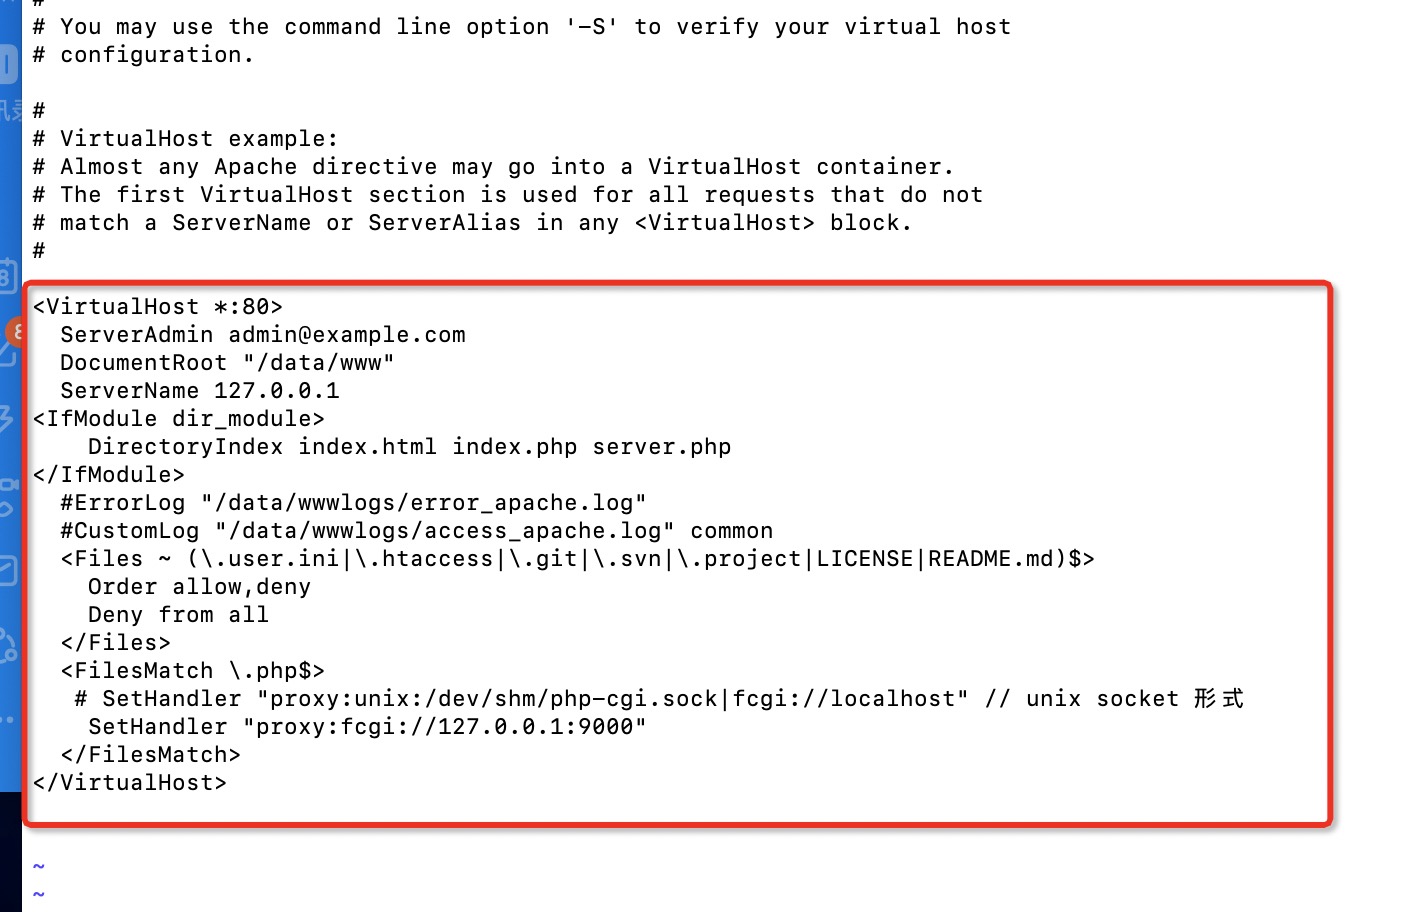 #
# You may use the command line option '-S' to verify your virtual host
# configuration.
#
# VirtualHost example:
# Almost any Apache directive may go into a VirtualHost container.
# The first VirtualHost section is used for all requests that do not
# match a ServerName or ServerAlias in any <VirtualHost> block.
#
<VirtualHost *:80>
  ServerAdmin admin@example.com
  DocumentRoot "/data/www"
  ServerName 127.0.0.1
<IfModule dir_module>
    DirectoryIndex index.html index.php server.php
</IfModule>
  #ErrorLog "/data/wwwlogs/error_apache.log"
  #CustomLog "/data/wwwlogs/access_apache.log" common
  <Files ~ (\.user.ini|\.htaccess|\.git|\.svn|\.project|LICENSE|README.md)$>
    Order allow,deny
    Deny from all
  </Files>
  <FilesMatch \.php$>
   # SetHandler "proxy:unix:/dev/shm/php-cgi.sock|fcgi://localhost" // unix socket 形式
    SetHandler "proxy:fcgi://127.0.0.1:9000"
  </FilesMatch>
</VirtualHost>
~
~